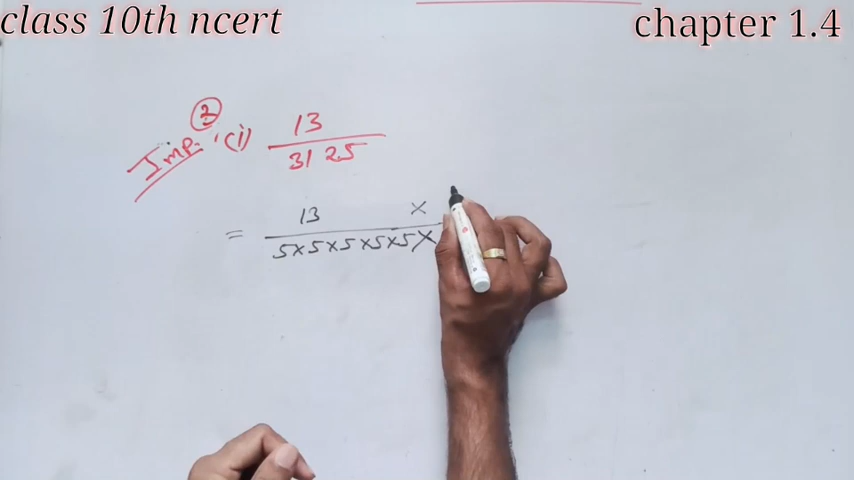 class 10th ncert
chapter 1.4
Imp. (2) (i) 13
3125
= 13 ×
5×5×5×5×5×